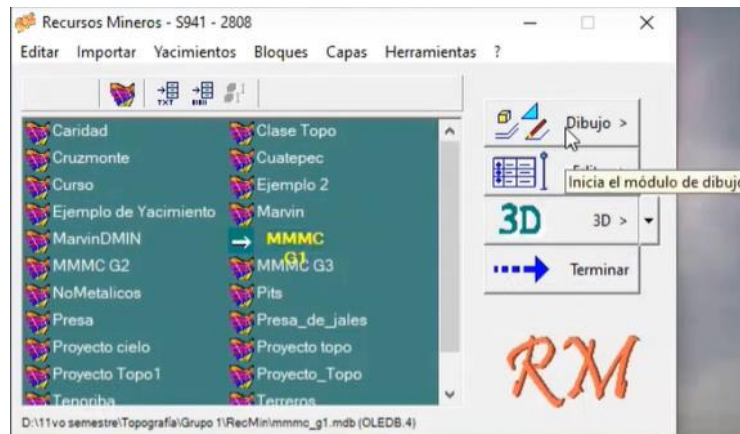 Recursos Mineros - S941 - 2808
Editar Importar Yacimientos Bloques Capas Herramientas ?
TXT
Caridad Clase Topo
Cruzmonte Cuatepec
Curso Ejemplo 2
Ejemplo de Yacimiento Marvin
MarvinDMIN MMMC G1
MMMC G2 MMMC G3
NoMetalicos Pits
Presa Presa_de_jales
Proyecto cielo Proyecto topo
Proyecto Topo1 Proyecto_Topo
Tenoriba Terreros
Dibujo >
Inicia el módulo de dibujo
3D 3D >
Terminar
RM
D:\11vo semestre\Topografía\Grupo 1\RecMin\mmmc_g1.mdb (OLEDB.4)